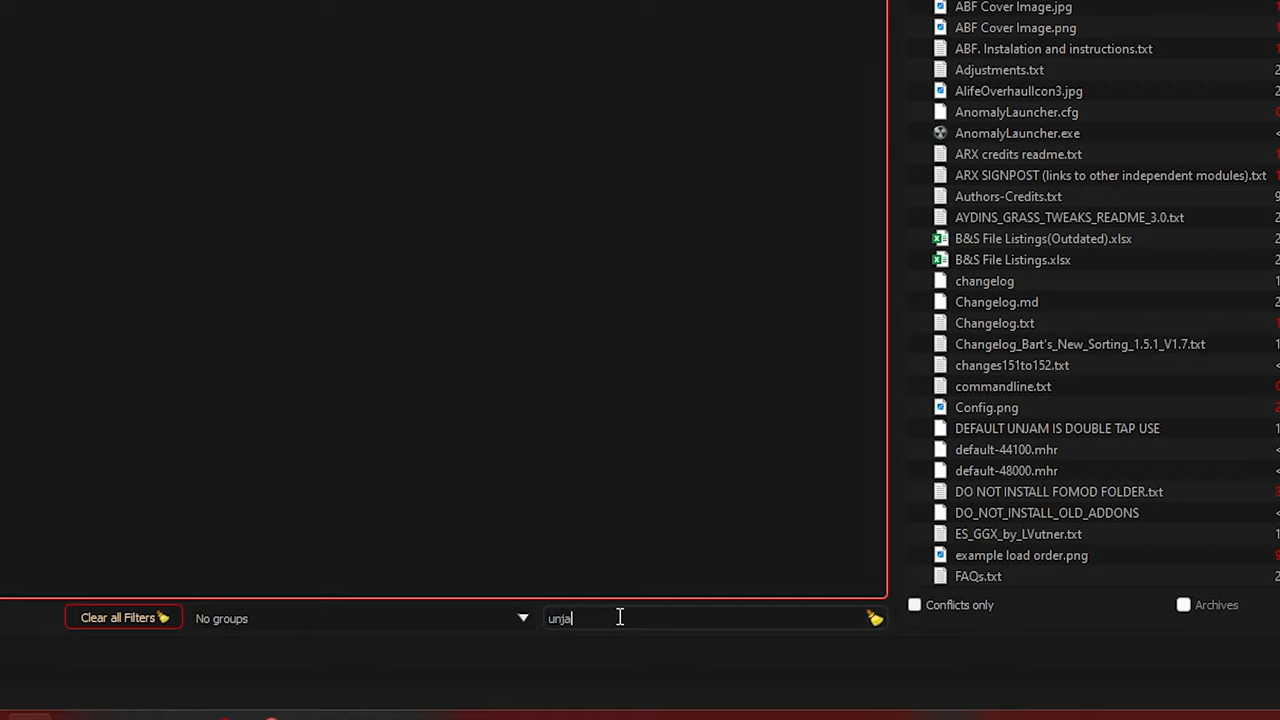 ABF Cover Image.jpg
ABF Cover Image.png
ABF. Instalation and instructions.txt
Adjustments.txt
AlifeOverhaulIcon3.jpg
AnomalyLauncher.cfg
AnomalyLauncher.exe
ARX credits readme.txt
ARX SIGNPOST (links to other independent modules).txt
Authors-Credits.txt
AYDINS_GRASS_TWEAKS_README_3.0.txt
B&S File Listings(Outdated).xlsx
B&S File Listings.xlsx
changelog
Changelog.md
Changelog.txt
Changelog_Bart's_New_Sorting_1.5.1_V1.7.txt
changes151to152.txt
commandline.txt
Config.png
DEFAULT UNJAM IS DOUBLE TAP USE
default-44100.mhr
default-48000.mhr
DO NOT INSTALL FOMOD FOLDER.txt
DO_NOT_INSTALL_OLD_ADDONS
ES_GGX_by_LVutner.txt
example load order.png
FAQs.txt
Conflicts only Archives
Clear all Filters No groups unja